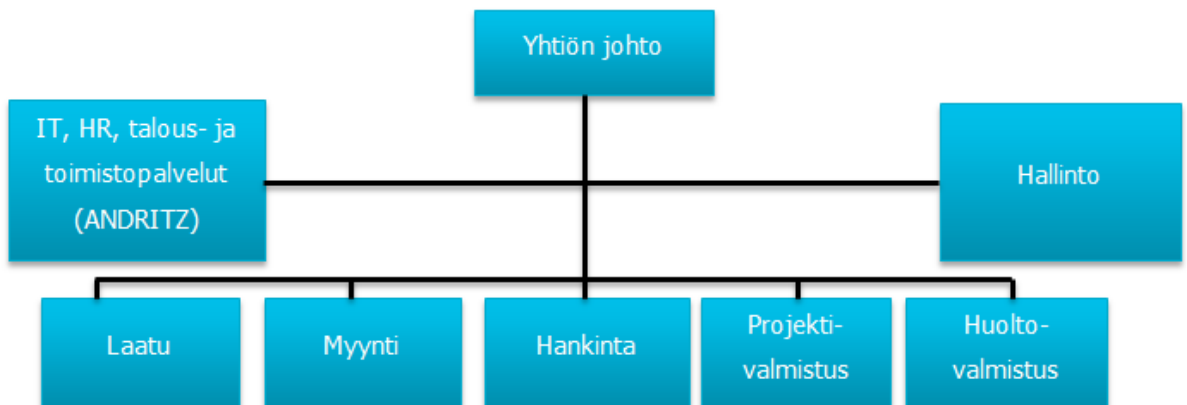 Yhtiön johto
IT, HR, talous- ja
toimistopalvelut
(ANDRITZ)
Hallinto
Laatu
Myynti
Hankinta
Projekti-
valmistus
Huolto-
valmistus